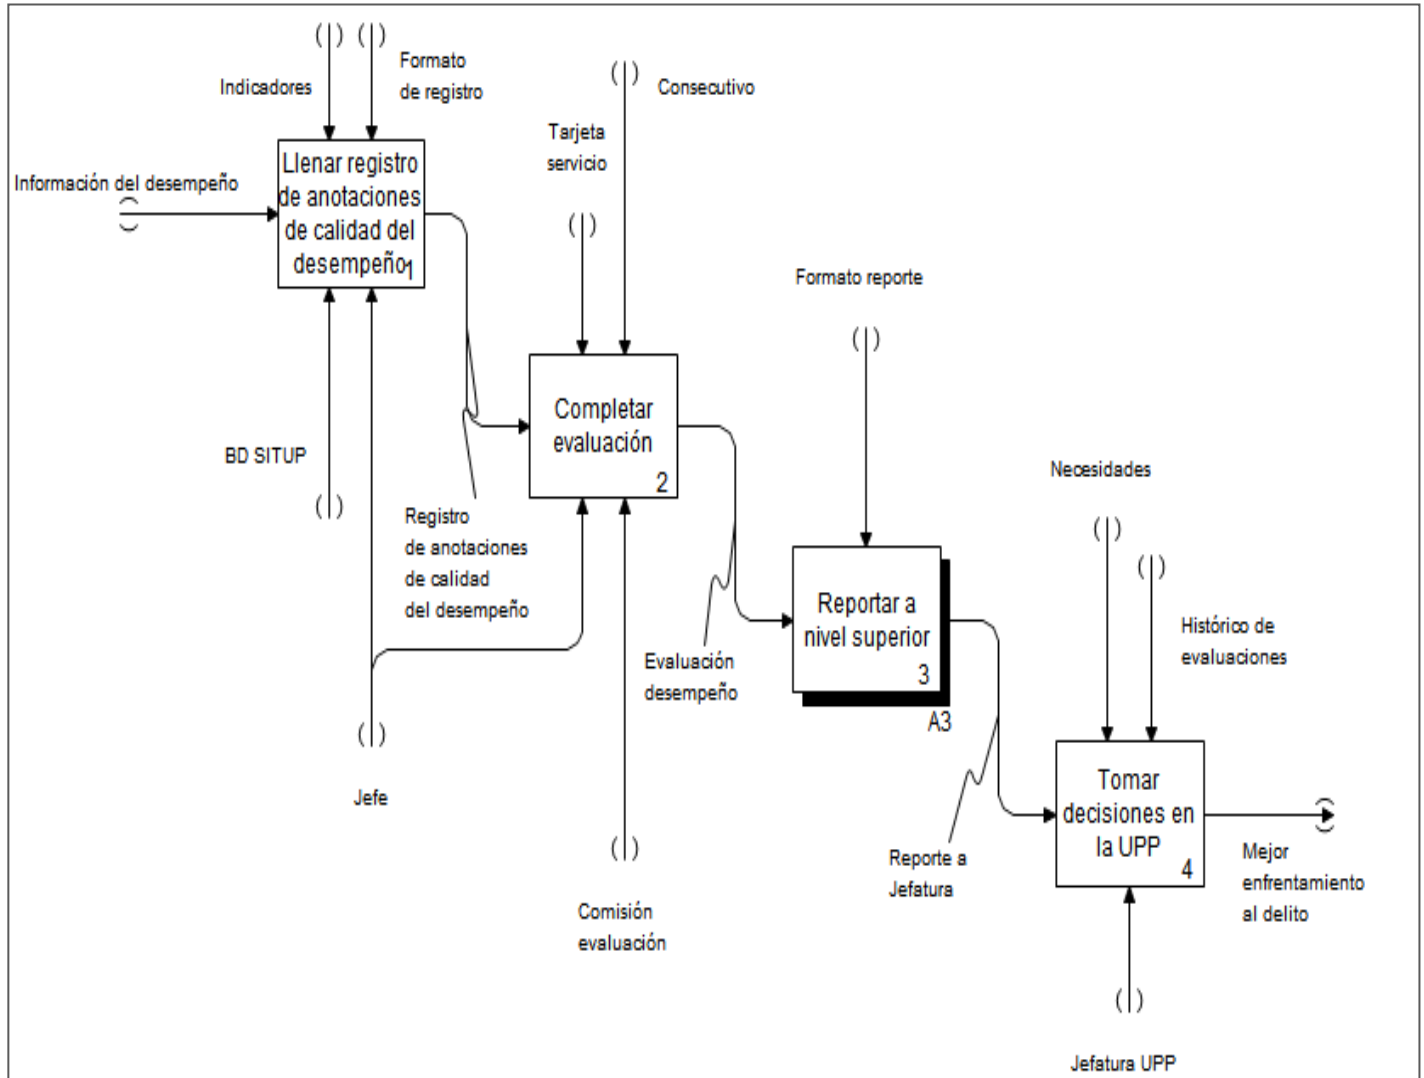 Indicadores
Formato
de registro
Consecutivo
Tarjeta
servicio
Información del desempeño
Llenar registro
de anotaciones
de calidad del
desempeño
1
Formato reporte
Completar
evaluación
2
BD SITUP
Registro
de anotaciones
de calidad
del desempeño
Necesidades
Histórico de
evaluaciones
Reportar a
nivel superior
3
A3
Evaluación
desempeño
Jefe
Tomar
decisiones en
la UPP
4
Reporte a
Jefatura
Mejor
enfrentamiento
al delito
Comisión
evaluación
Jefatura UPP